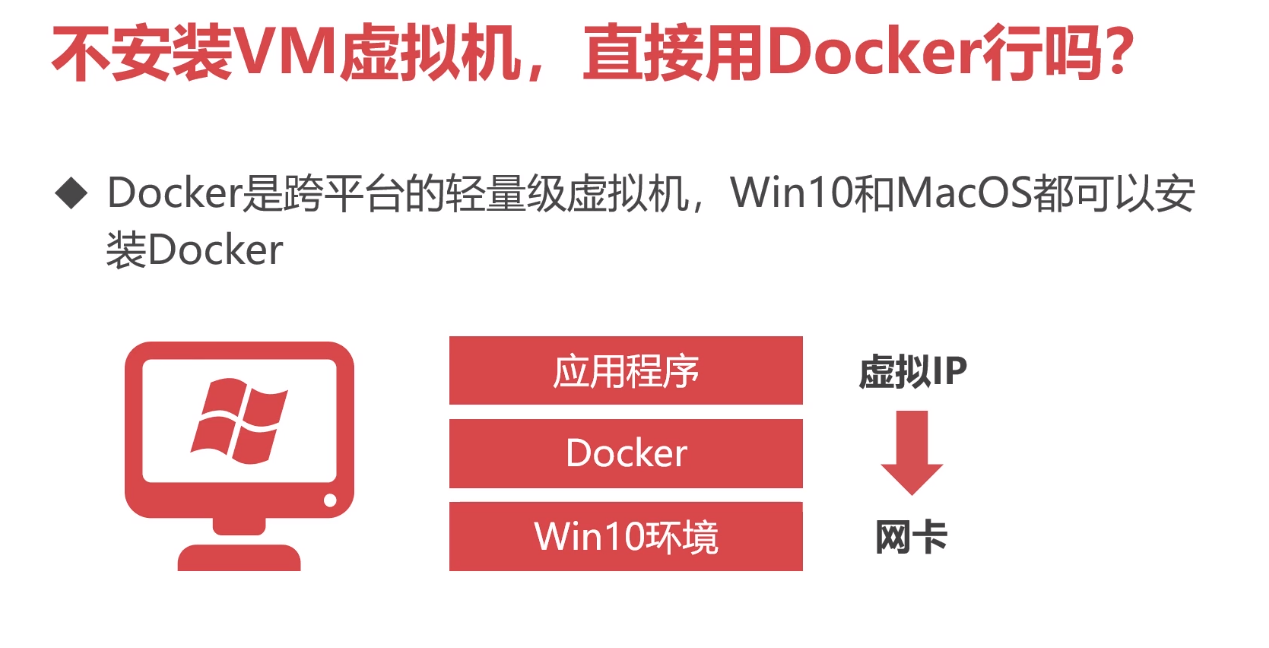 不安装VM虚拟机，直接用Docker行吗？
◆ Docker是跨平台的轻量级虚拟机，Win10和MacOS都可以安
装Docker
应用程序
Docker
Win10环境
虚拟IP
网卡